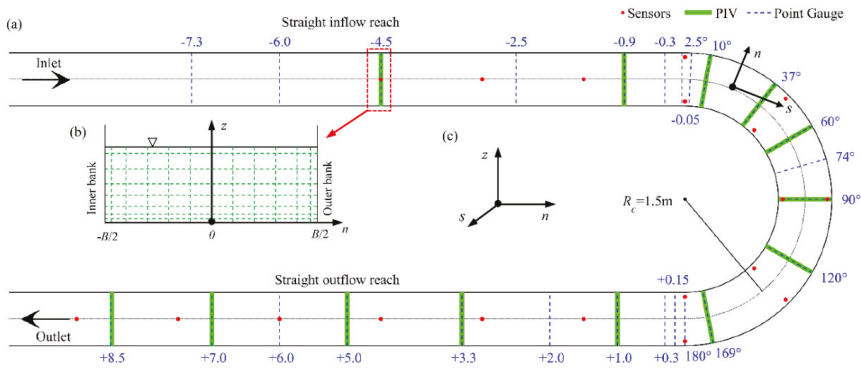 (a)
Straight inflow reach
Sensors PIV Point Gauge
-7.3 -6.0 -4.5 -2.5 -0.9 -0.3 2.5° 10°
Inlet
n
37°
s
-0.05
60°
(b)
z
(c)
74°
Inner bank
Outer bank
z
s
n
90°
-B/2 0 B/2 n
R_c=1.5m
120°
Straight outflow reach
+0.15
Outlet
+8.5 +7.0 +6.0 +5.0 +3.3 +2.0 +1.0 +0.3 180° 169°